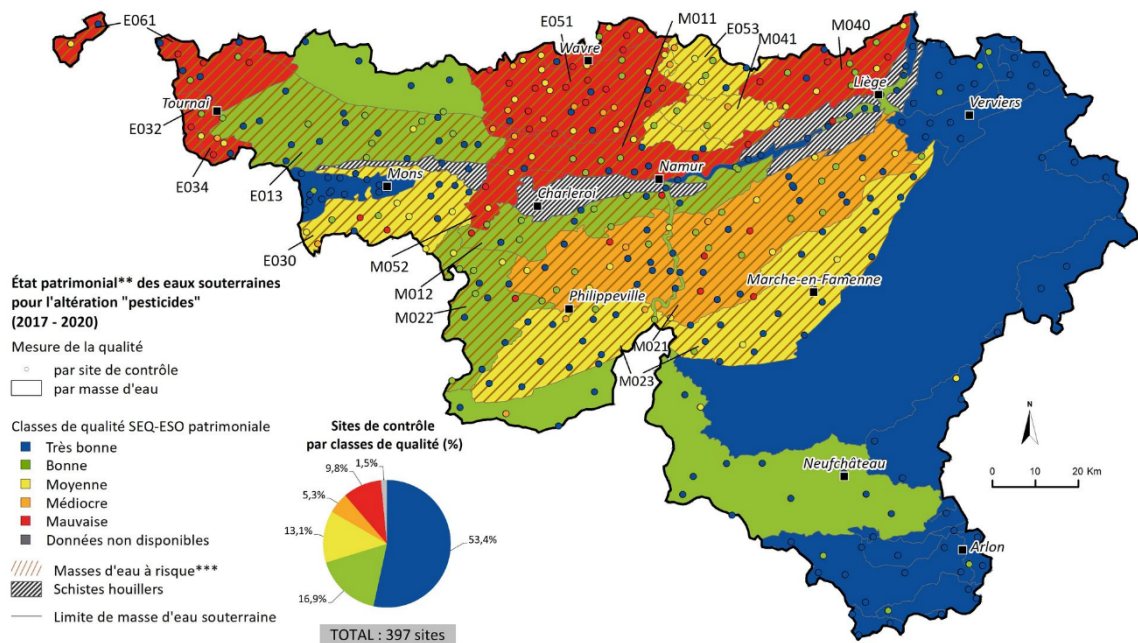 E061
E051
M011
E053
M041
M040
Wavre
Liège
Tournai
Verviers
E032
E034
Mons
Namur
E013
Charleroi
E030
M052
M012
M022
Philippeville
Marche-en-Famenne
M021
M023
Neufchâteau
Arlon
État patrimonial** des eaux souterraines
pour l'altération "pesticides"
(2017 - 2020)
Mesure de la qualité
par site de contrôle
par masse d'eau
Classes de qualité SEQ-ESO patrimoniale
Très bonne
Bonne
Moyenne
Médiocre
Mauvaise
Données non disponibles
Masses d'eau à risque***
Schistes houillers
Limite de masse d'eau souterraine
Sites de contrôle
par classes de qualité (%)
1,5%
9,8%
5,3%
13,1%
53,4%
16,9%
TOTAL : 397 sites
N
0 10 20 Km